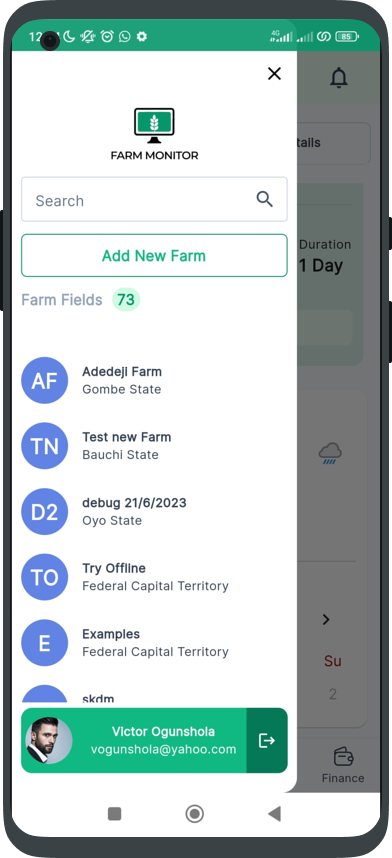 4G
85
FARM MONITOR
tails
Search
Add New Farm
Duration
1 Day
Farm Fields 73
AF
Adedeji Farm
Gombe State
TN
Test new Farm
Bauchi State
D2
debug 21/6/2023
Oyo State
TO
Try Offline
Federal Capital Territory
E
Examples
Federal Capital Territory
Su
2
skdm
Victor Ogunshola
vogunshola@yahoo.com
Finance